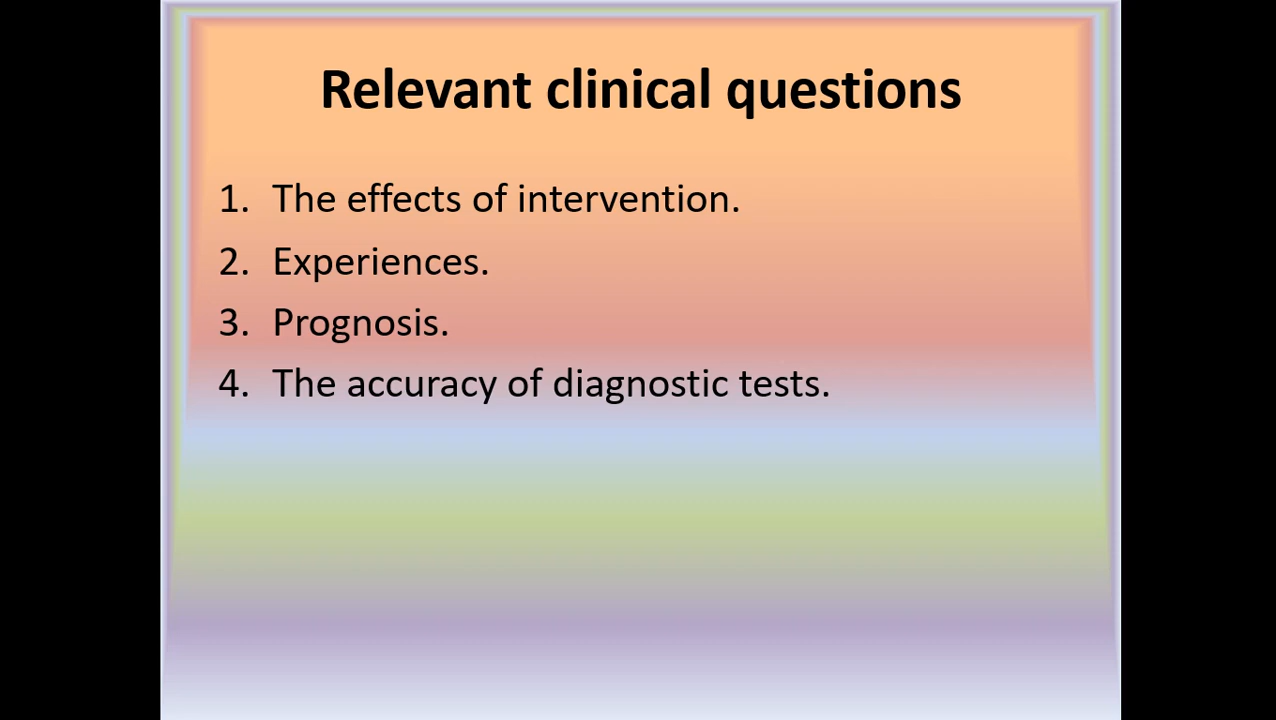 Relevant clinical questions
1. The effects of intervention.
2. Experiences.
3. Prognosis.
4. The accuracy of diagnostic tests.